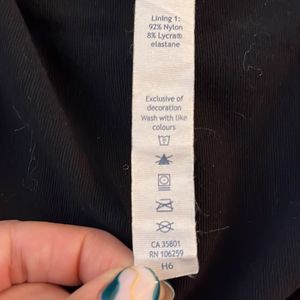 Lining 1:
92% Nylon
8% Lycra®
elastane
Exclusive of
decoration
Wash with like
colours
CA 35801
RN 106259
H6